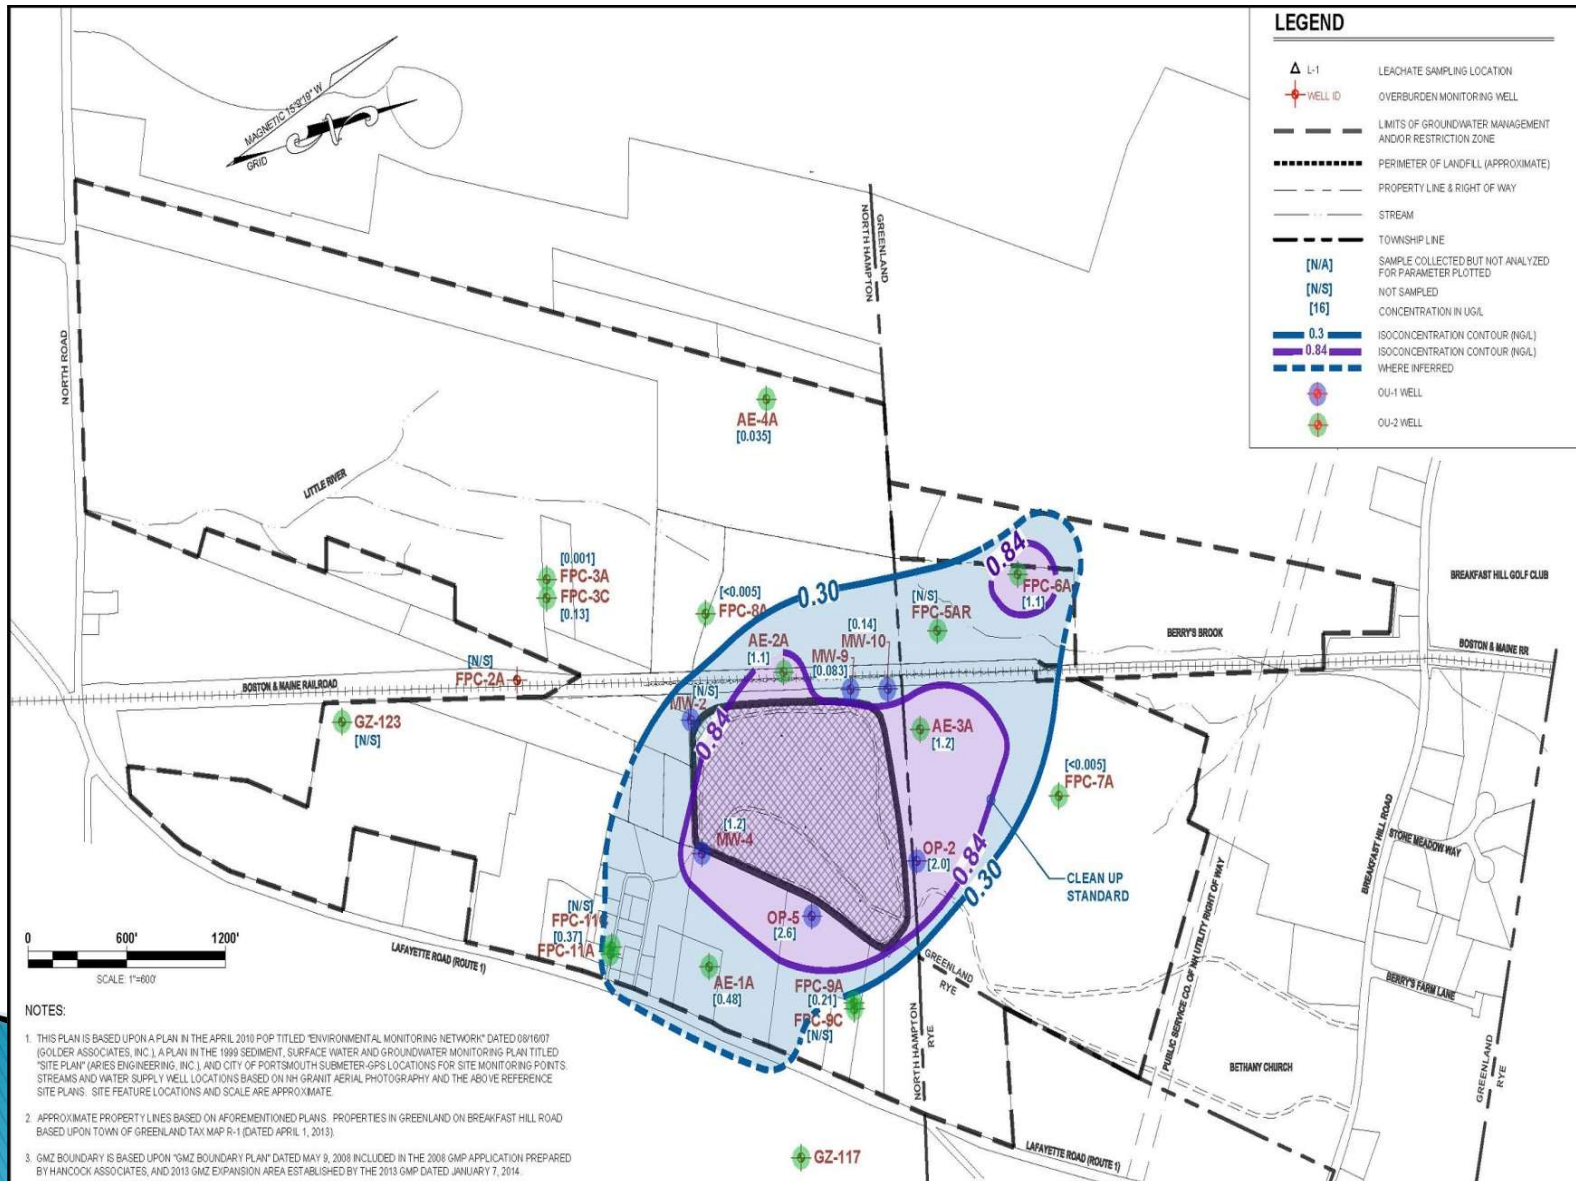 LEGEND
L-1 LEACHATE SAMPLING LOCATION
WELL ID OVERBURDEN MONITORING WELL
LIMITS OF GROUNDWATER MANAGEMENT
AND/OR RESTRICTION ZONE
PERIMETER OF LANDFILL (APPROXIMATE)
PROPERTY LINE & RIGHT OF WAY
STREAM
TOWNSHIP LINE
[N/A] SAMPLE COLLECTED BUT NOT ANALYZED
FOR PARAMETER PLOTTED
[N/S] NOT SAMPLED
[16] CONCENTRATION IN UG/L
0.3 ISOCONCENTRATION CONTOUR (NG/L)
0.84 ISOCONCENTRATION CONTOUR (NG/L)
WHERE INFERRED
OU-1 WELL
OU-2 WELL
MAGNETIC 15°9'19" W
GRID
GREENLAND
NORTH HAMPTON
NORTH ROAD
AE-4A
[0.035]
LITTLE RIVER
[0.001]
FPC-3A
FPC-3C
[0.13]
[<0.005]
FPC-8A
0.30
0.84
FPC-6A
[1.1]
[N/S]
FPC-5AR
BREAKFAST HILL GOLF CLUB
BERRY'S BROOK
BOSTON & MAINE RR
[0.14]
MW-10
AE-2A
[1.1]
MW-9
[0.083]
[N/S]
FPC-2A
BOSTON & MAINE RAILROAD
[N/S]
MW-2
GZ-123
[N/S]
0.84
AE-3A
[1.2]
[<0.005]
FPC-7A
[1.2]
MW-4
OP-2
[2.0]
0.84
0.30
CLEAN UP
STANDARD
STONE MEADOW WAY
BREAKFAST HILL ROAD
PUBLIC SERVICE CO. OF NH UTILITY RIGHT OF WAY
[N/S]
FPC-11C
[0.37]
FPC-11A
OP-5
[2.6]
AE-1A
[0.48]
FPC-9A
[0.21]
FPC-9C
[N/S]
GREENLAND
RYE
NORTH HAMPTON
RYE
BERRY'S FARM LANE
BETHANY CHURCH
GREENLAND
RYE
LAFAYETTE ROAD (ROUTE 1)
LAFAYETTE ROAD (ROUTE 1)
GZ-117
0 600' 1200'
SCALE: 1"=600'
NOTES:
1. THIS PLAN IS BASED UPON A PLAN IN THE APRIL 2010 POP TITLED "ENVIRONMENTAL MONITORING NETWORK" DATED 08/16/07
(GOLDER ASSOCIATES, INC.), A PLAN IN THE 1999 SEDIMENT, SURFACE WATER AND GROUNDWATER MONITORING PLAN TITLED
"SITE PLAN" (ARIES ENGINEERING, INC.), AND CITY OF PORTSMOUTH SUBMETER-GPS LOCATIONS FOR SITE MONITORING POINTS.
STREAMS AND WATER SUPPLY WELL LOCATIONS BASED ON NH GRANIT AERIAL PHOTOGRAPHY AND THE ABOVE REFERENCE
SITE PLANS. SITE FEATURE LOCATIONS AND SCALE ARE APPROXIMATE.
2. APPROXIMATE PROPERTY LINES BASED ON AFOREMENTIONED PLANS. PROPERTIES IN GREENLAND ON BREAKFAST HILL ROAD
BASED UPON TOWN OF GREENLAND TAX MAP R-1 (DATED APRIL 1, 2013).
3. GMZ BOUNDARY IS BASED UPON "GMZ BOUNDARY PLAN" DATED MAY 9, 2008 INCLUDED IN THE 2008 GMP APPLICATION PREPARED
BY HANCOCK ASSOCIATES, AND 2013 GMZ EXPANSION AREA ESTABLISHED BY THE 2013 GMP DATED JANUARY 7, 2014.